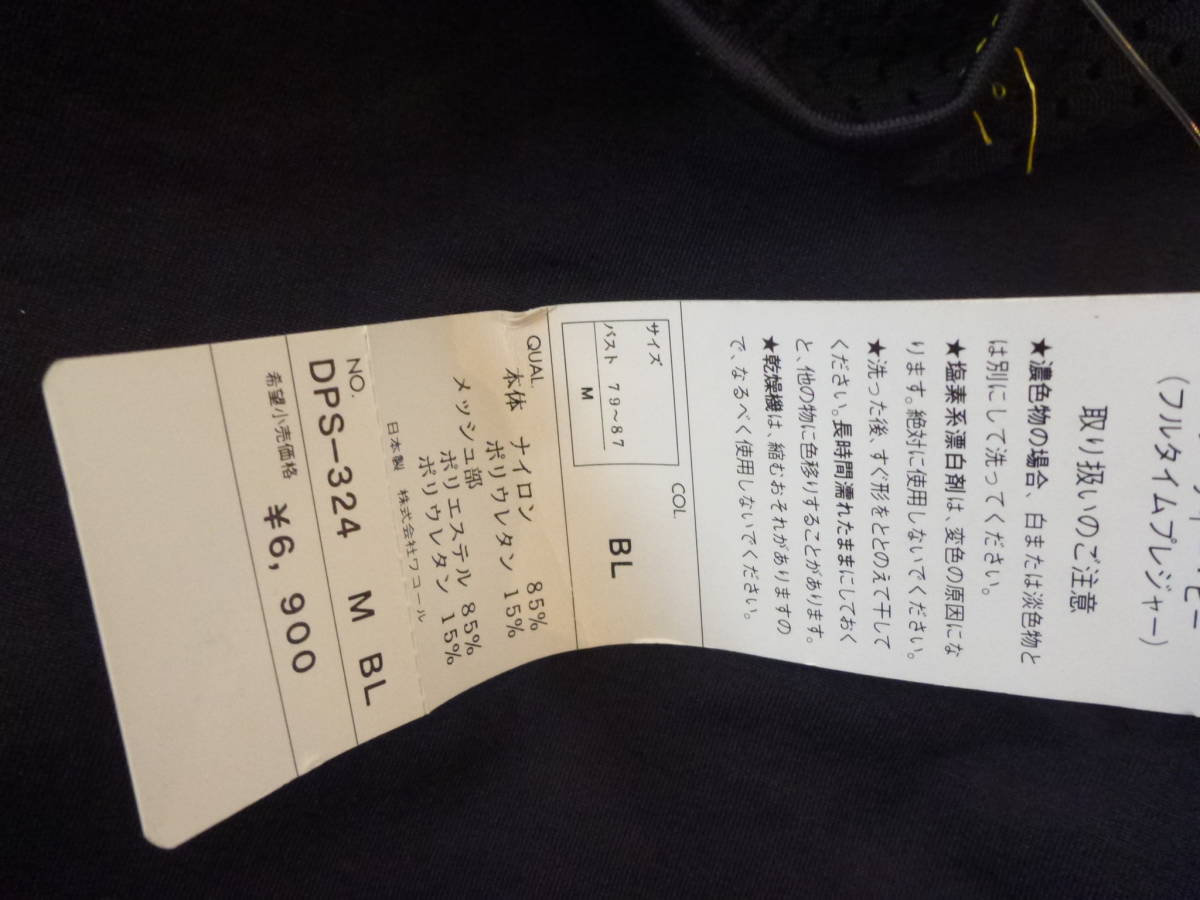 (フルタイムプレジャー)
取り扱いのご注意
★濃色物の場合、白または淡色物と
は別にして洗ってください。
★塩素系漂白剤は、変色の原因にな
ります。絶対に使用しないでください。
★洗った後、すぐ形をととのえて干して
ください。長時間濡れたままにしておく
と、他の物に色移りすることがあります。
★乾燥機は、縮むおそれがありますの
で、なるべく使用しないでください。
サイズ
バスト 79~87
M
COL.
BL
QUAL
本体 ナイロン 85%
ポリウレタン 15%
メッシュ部
ポリエステル 85%
ポリウレタン 15%
日本製 株式会社ワコール
NO.
DPS-324 M BL
希望小売価格 ¥6,900